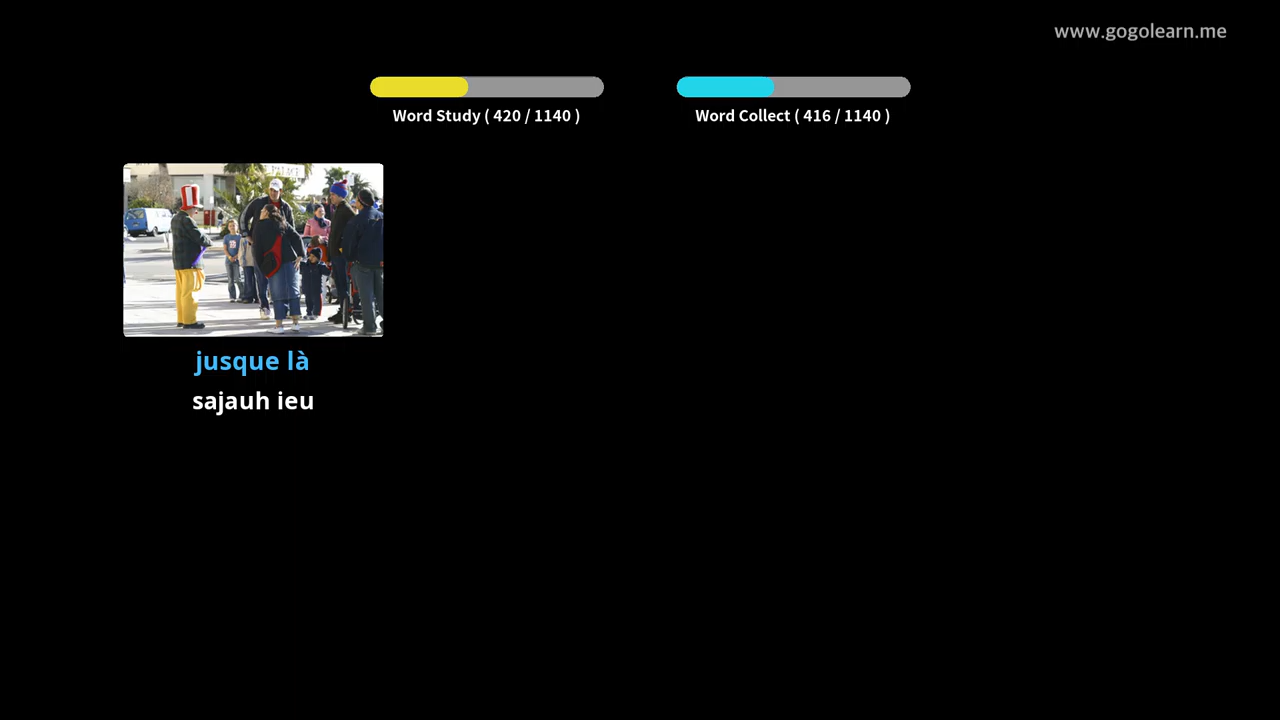 www.gogolearn.me
Word Study ( 420 / 1140 )
Word Collect ( 416 / 1140 )
jusque là
sajauh ieu